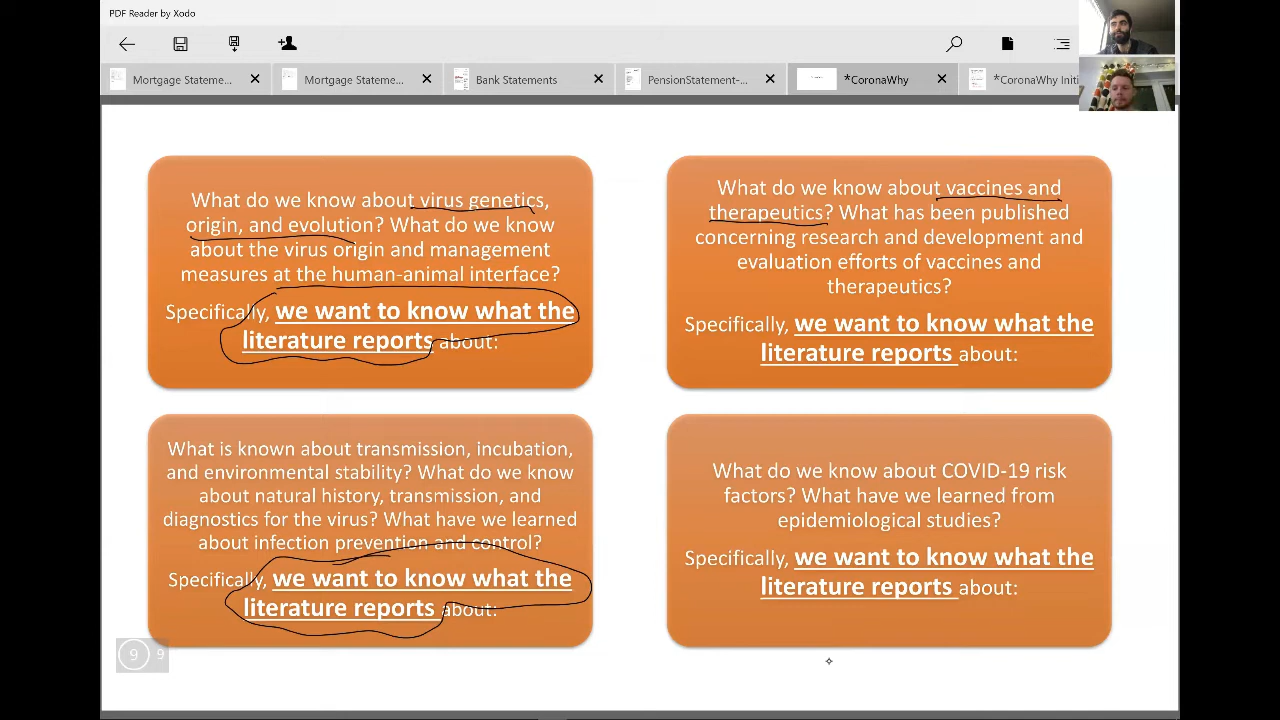 PDF Reader by Xodo
Mortgage Stateme...
Mortgage Stateme...
Bank Statements
PensionStatement-...
*CoronaWhy
*CoronaWhy Initi
What do we know about virus genetics,
origin, and evolution? What do we know
about the virus origin and management
measures at the human-animal interface?
Specifically, we want to know what the
literature reports about:
What do we know about vaccines and
therapeutics? What has been published
concerning research and development and
evaluation efforts of vaccines and
therapeutics?
Specifically, we want to know what the
literature reports about:
What is known about transmission, incubation,
and environmental stability? What do we know
about natural history, transmission, and
diagnostics for the virus? What have we learned
about infection prevention and control?
Specifically, we want to know what the
literature reports about:
What do we know about COVID-19 risk
factors? What have we learned from
epidemiological studies?
Specifically, we want to know what the
literature reports about:
9 9